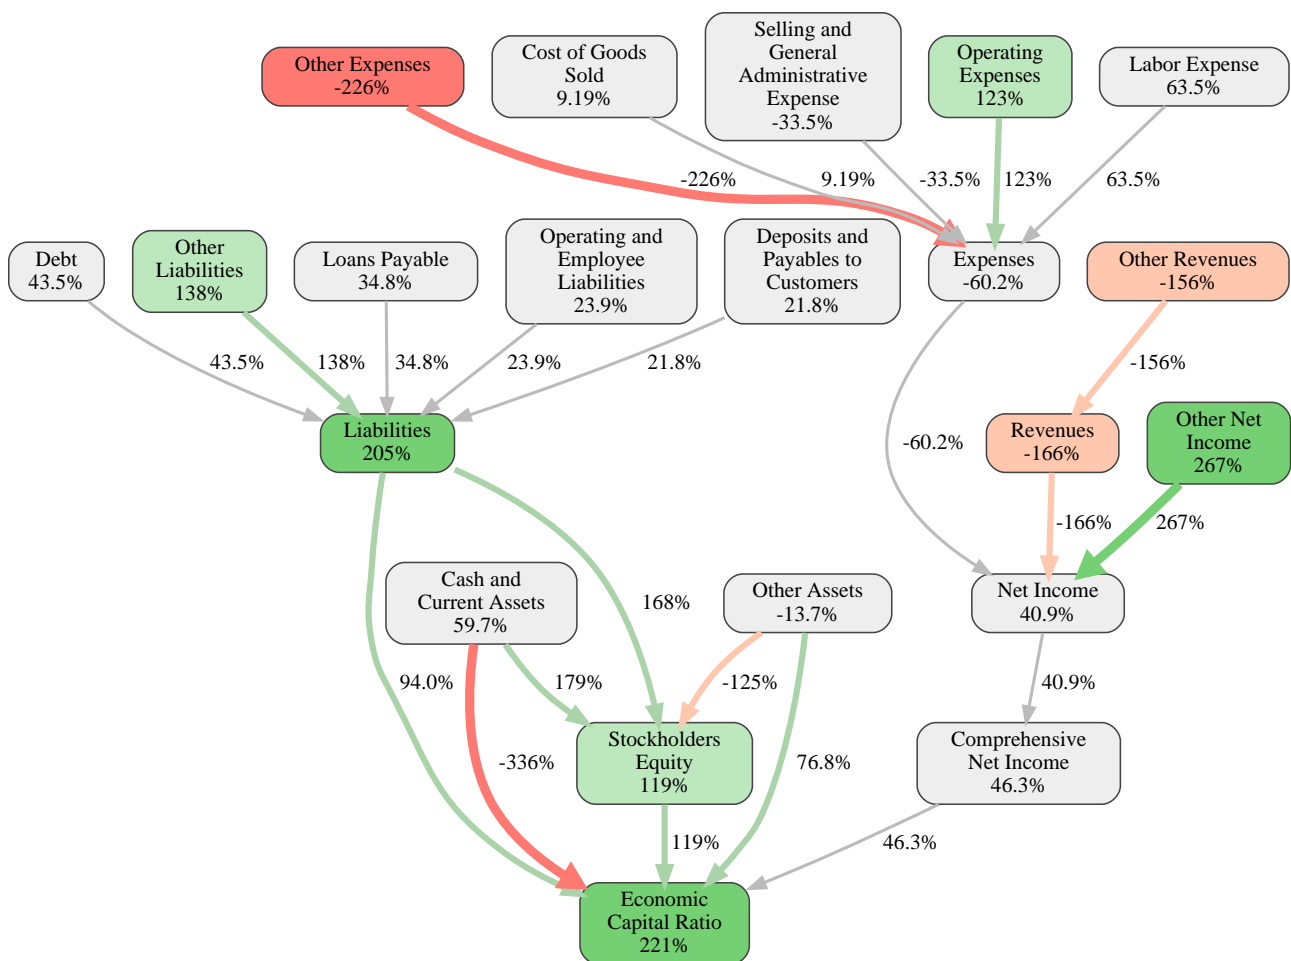 Other Expenses
-226%
Cost of Goods
Sold
9.19%
Selling and
General
Administrative
Expense
-33.5%
Operating
Expenses
123%
Labor Expense
63.5%
-226%
9.19%
-33.5%
123%
63.5%
Debt
43.5%
Other
Liabilities
138%
Loans Payable
34.8%
Operating and
Employee
Liabilities
23.9%
Deposits and
Payables to
Customers
21.8%
Expenses
-60.2%
Other Revenues
-156%
43.5%
138%
34.8%
23.9%
21.8%
-156%
Liabilities
205%
-60.2%
Revenues
-166%
Other Net
Income
267%
-166%
267%
Cash and
Current Assets
59.7%
168%
Other Assets
-13.7%
Net Income
40.9%
94.0%
179%
-125%
40.9%
-336%
Stockholders
Equity
119%
76.8%
Comprehensive
Net Income
46.3%
119%
46.3%
Economic
Capital Ratio
221%